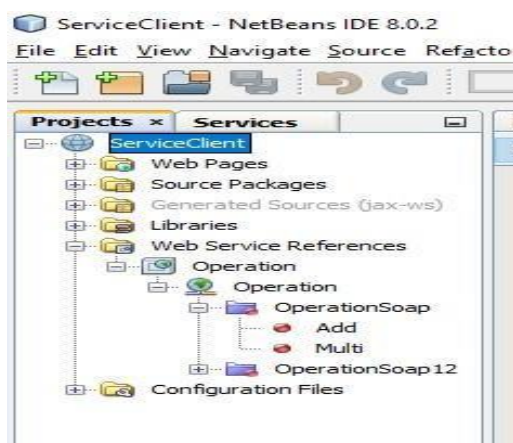 ServiceClient - NetBeans IDE 8.0.2
File Edit View Navigate Source Refacto
Projects × Services
ServiceClient
Web Pages
Source Packages
Generated Sources (jax-ws)
Libraries
Web Service References
Operation
Operation
OperationSoap
Add
Multi
OperationSoap12
Configuration Files